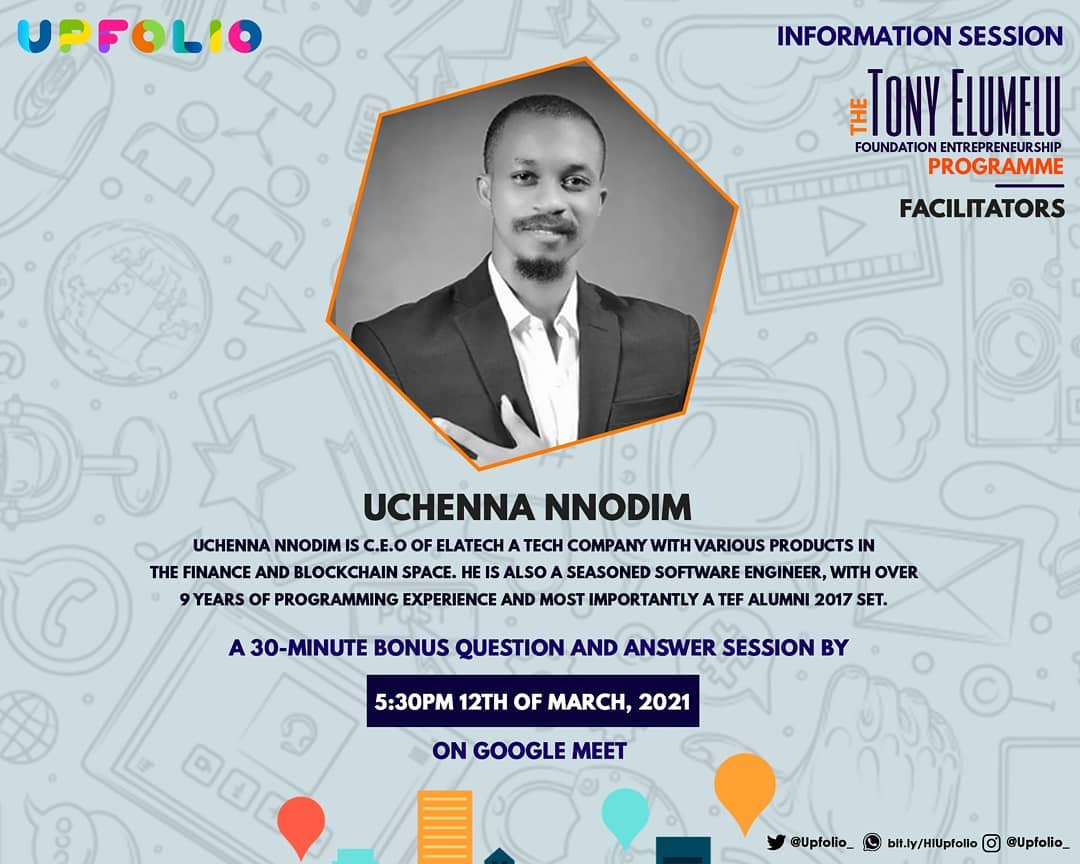 UPFOLIO
INFORMATION SESSION
THE TONY ELUMELU
FOUNDATION ENTREPRENEURSHIP
PROGRAMME
FACILITATORS
WIFI
UCHENNA NNODIM
UCHENNA NNODIM IS C.E.O OF ELATECH A TECH COMPANY WITH VARIOUS PRODUCTS IN
THE FINANCE AND BLOCKCHAIN SPACE. HE IS ALSO A SEASONED SOFTWARE ENGINEER, WITH OVER
9 YEARS OF PROGRAMMING EXPERIENCE AND MOST IMPORTANTLY A TEF ALUMNI 2017 SET.
POST
A 30-MINUTE BONUS QUESTION AND ANSWER SESSION BY
5:30PM 12TH OF MARCH, 2021
ON GOOGLE MEET
@Upfolio_ bit.ly/HiUpfolio @Upfolio_